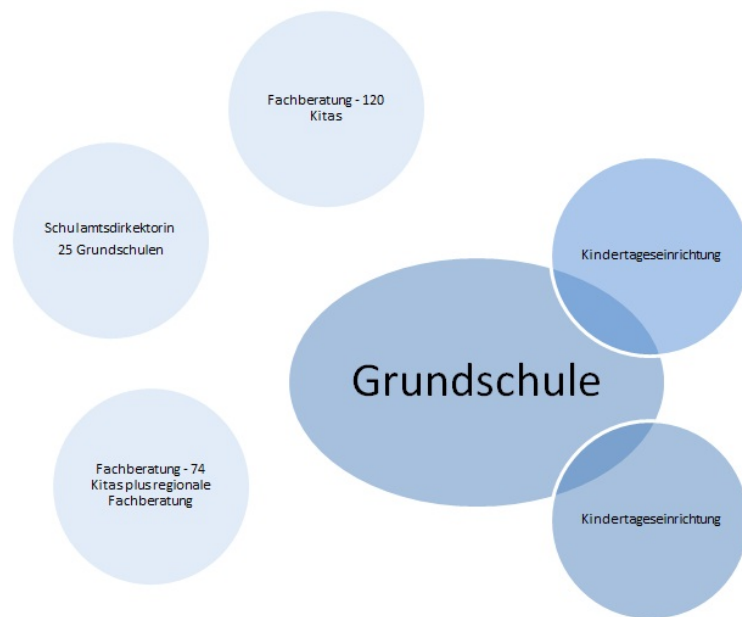 Fachberatung - 120
Kitas
Schulamtsdirkektorin
25 Grundschulen
Kindertageseinrichtung
Grundschule
Fachberatung - 74
Kitas plus regionale
Fachberatung
Kindertageseinrichtung